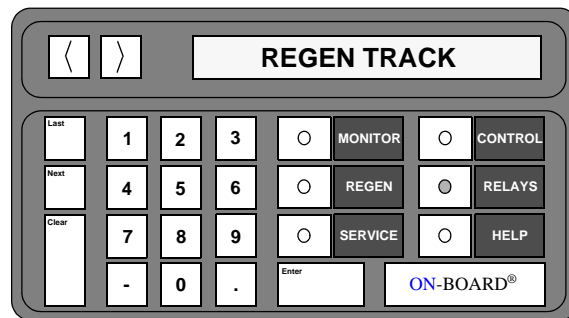 〈 〉 REGEN TRACK
Last 1 2 3 MONITOR CONTROL
Next 4 5 6 REGEN RELAYS
Clear 7 8 9 SERVICE HELP
- 0 . Enter ON-BOARD®